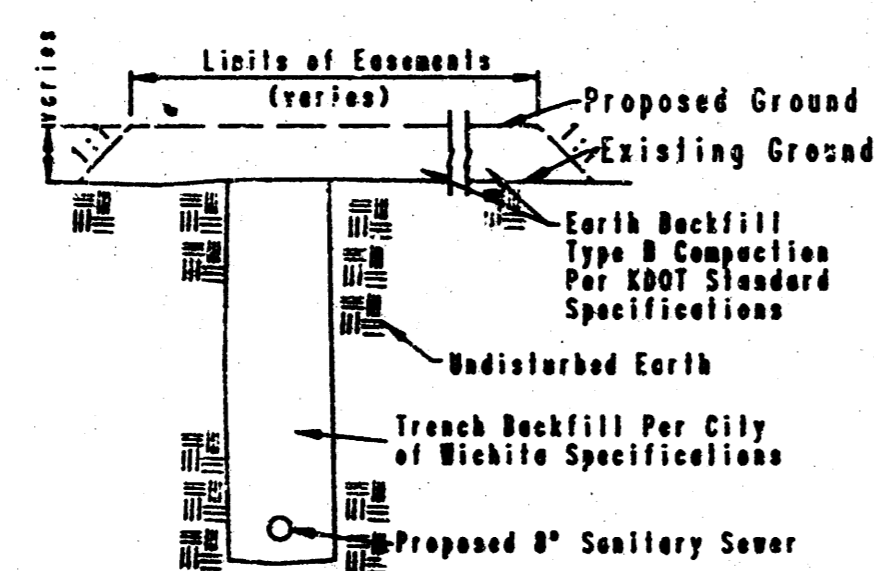 varies
Limits of Easements
(varies)
Proposed Ground
1:1
1:1
Existing Ground
Earth Backfill
Type B Compaction
Per KDOT Standard
Specifications
Undisturbed Earth
Trench Backfill Per City
of Wichita Specifications
Proposed 8" Sanitary Sewer